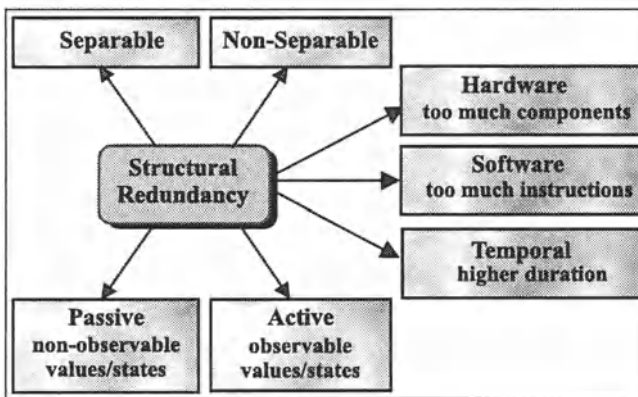 Separable
Non-Separable
Hardware
too much components
Structural
Redundancy
Software
too much instructions
Temporal
higher duration
Passive
non-observable
values/states
Active
observable
values/states